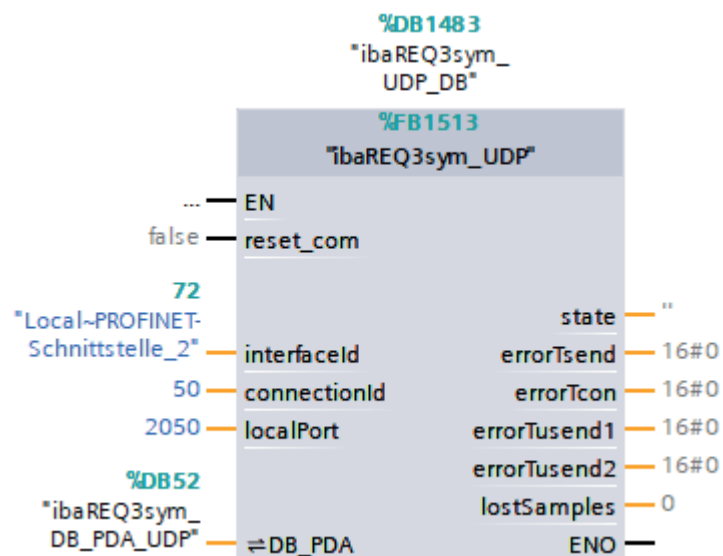 %DB1483
"ibaREQ3sym_
UDP_DB"
%FB1513
"ibaREQ3sym_UDP"
... EN
false reset_com
72
"Local~PROFINET-
Schnittstelle_2" interfaceId
state ''
errorTsend 16#0
50 connectionId
errorTcon 16#0
2050 localPort
errorTusend1 16#0
errorTusend2 16#0
lostSamples 0
%DB52
"ibaREQ3sym_
DB_PDA_UDP" ⇌DB_PDA
ENO